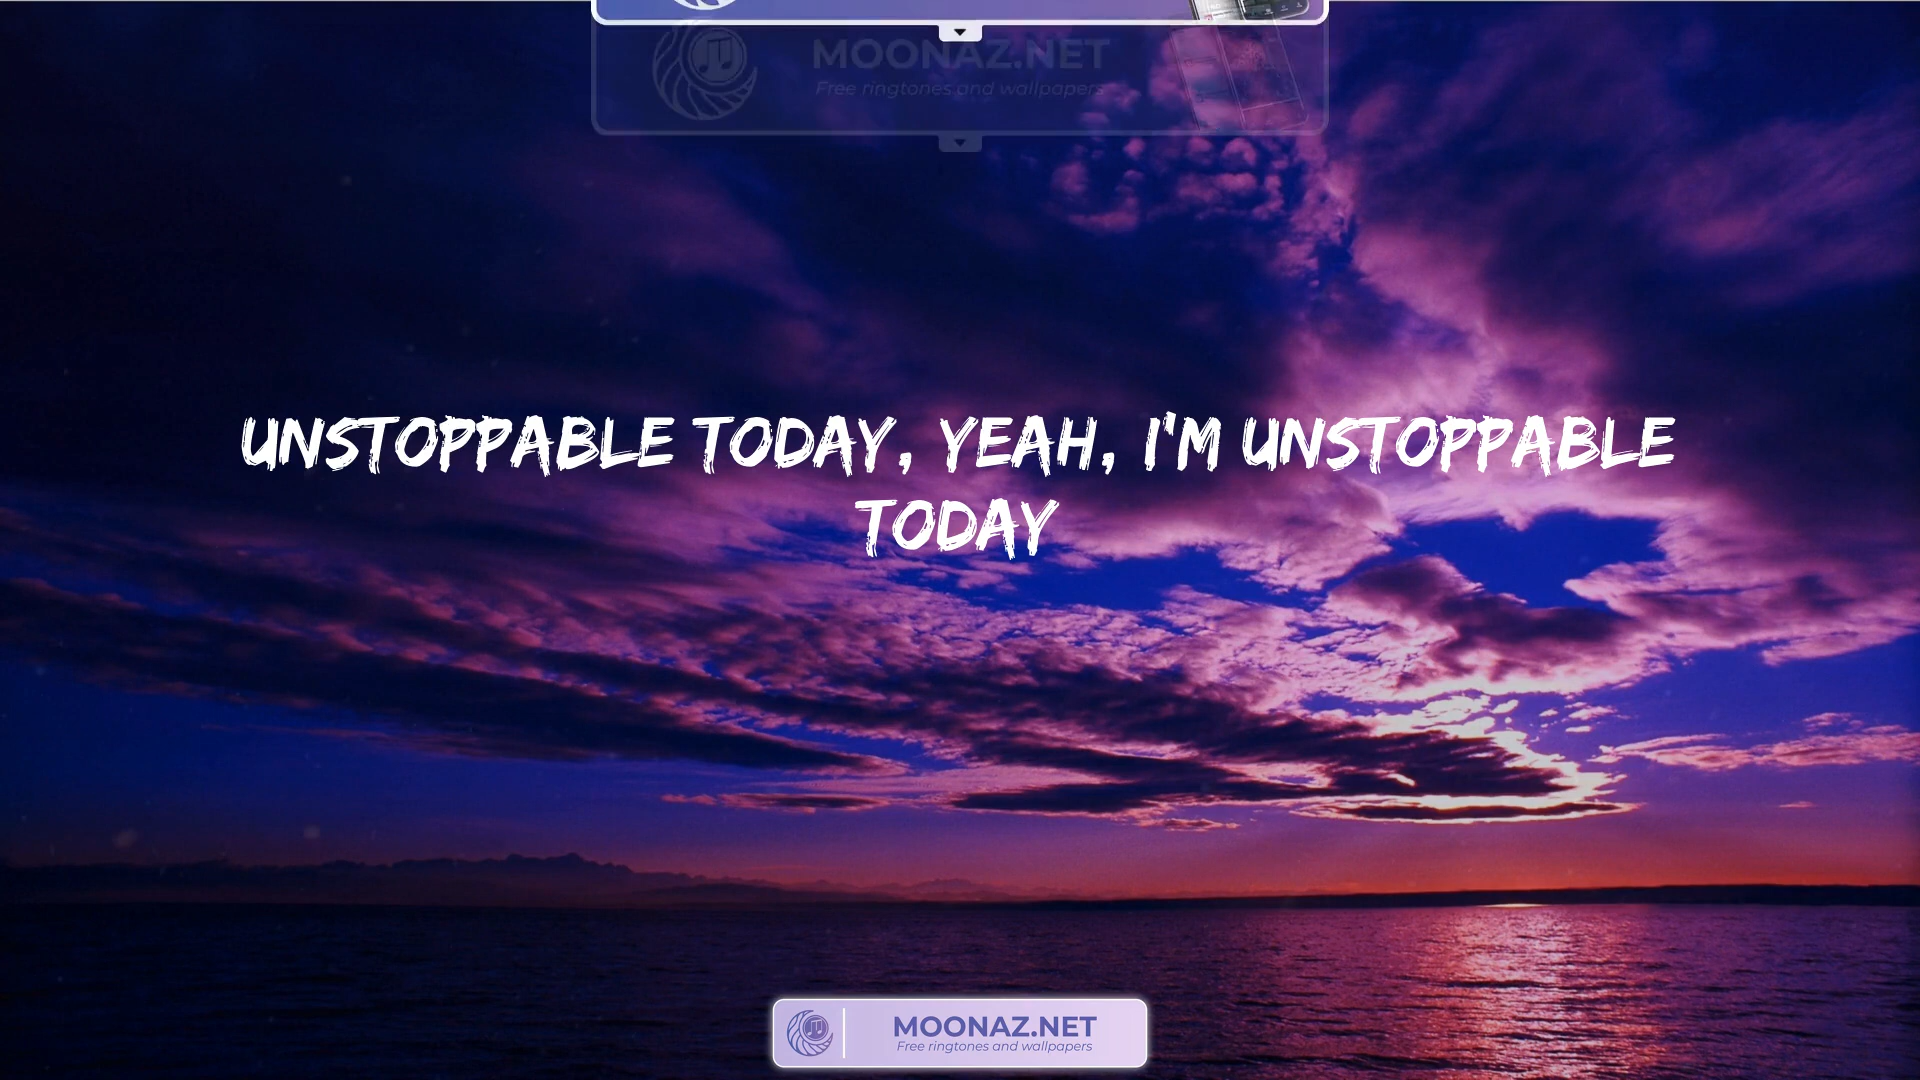 MOONAZ.NET
Free ringtones and wallpapers
UNSTOPPABLE TODAY, YEAH, I'M UNSTOPPABLE
TODAY
MOONAZ.NET
Free ringtones and wallpapers